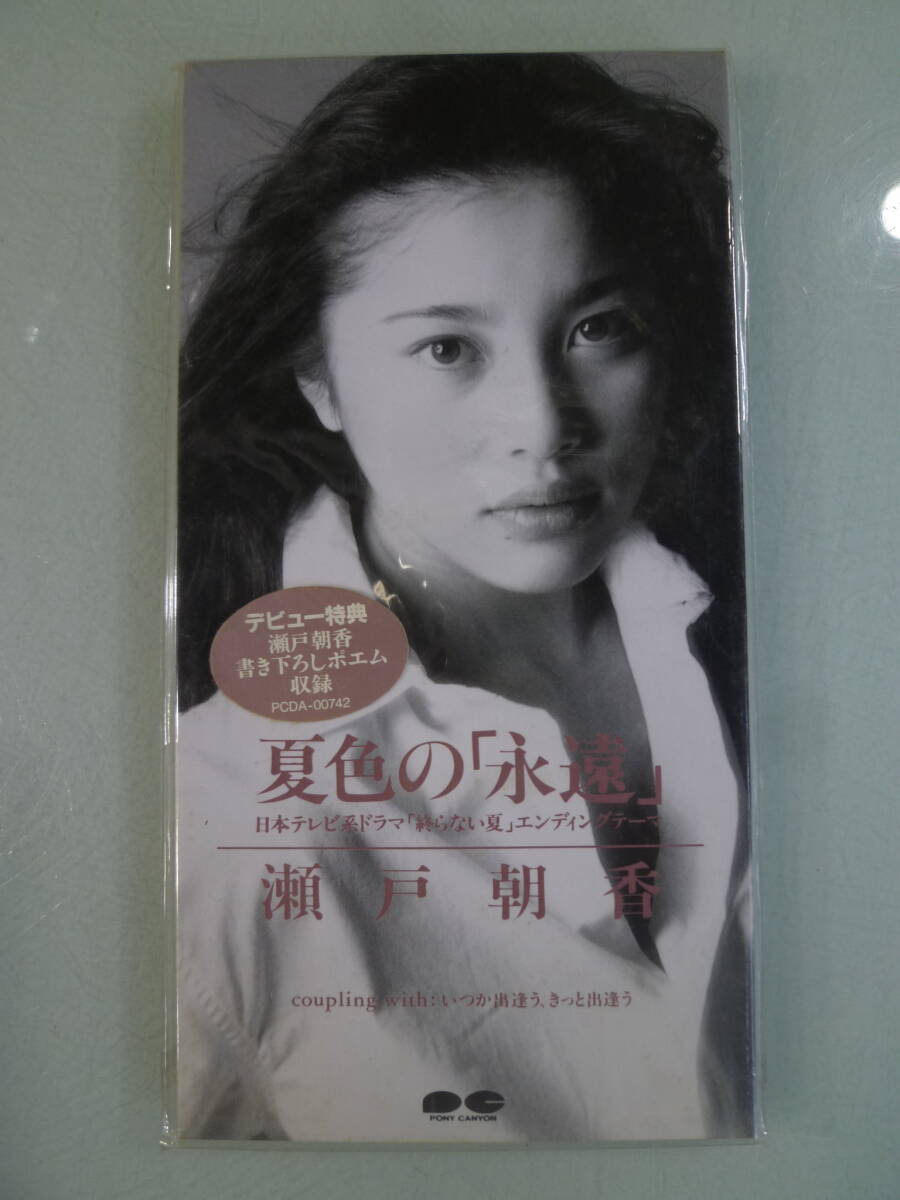 デビュー特典
瀬戸朝香
書き下ろしポエム
収録
PCDA-00742
夏色の「永遠」
日本テレビ系ドラマ「終らない夏」エンディングテーマ
瀬戸朝香
coupling with: いつか出逢う、きっと出逢う
PONY CANYON